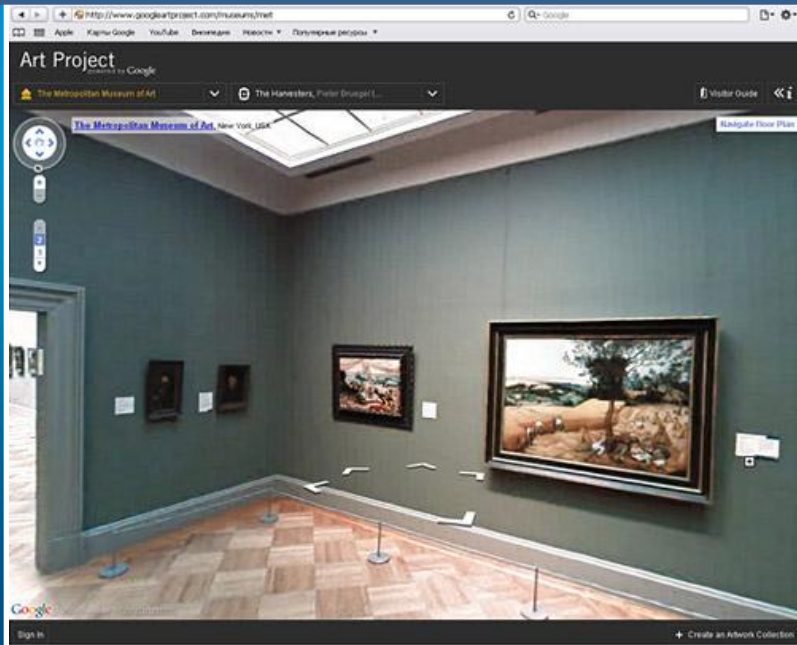 http://www.googleartproject.com/museums/met
Google
Apple Карты Google YouTube Википедия Новости Популярные ресурсы
Art Project
powered by Google
The Metropolitan Museum of Art
The Harvesters, Pieter Bruegel t...
Visitor Guide
The Metropolitan Museum of Art, New York, USA
Navigate Floor Plan
2
1
Google
Sign In
+ Create an Artwork Collection